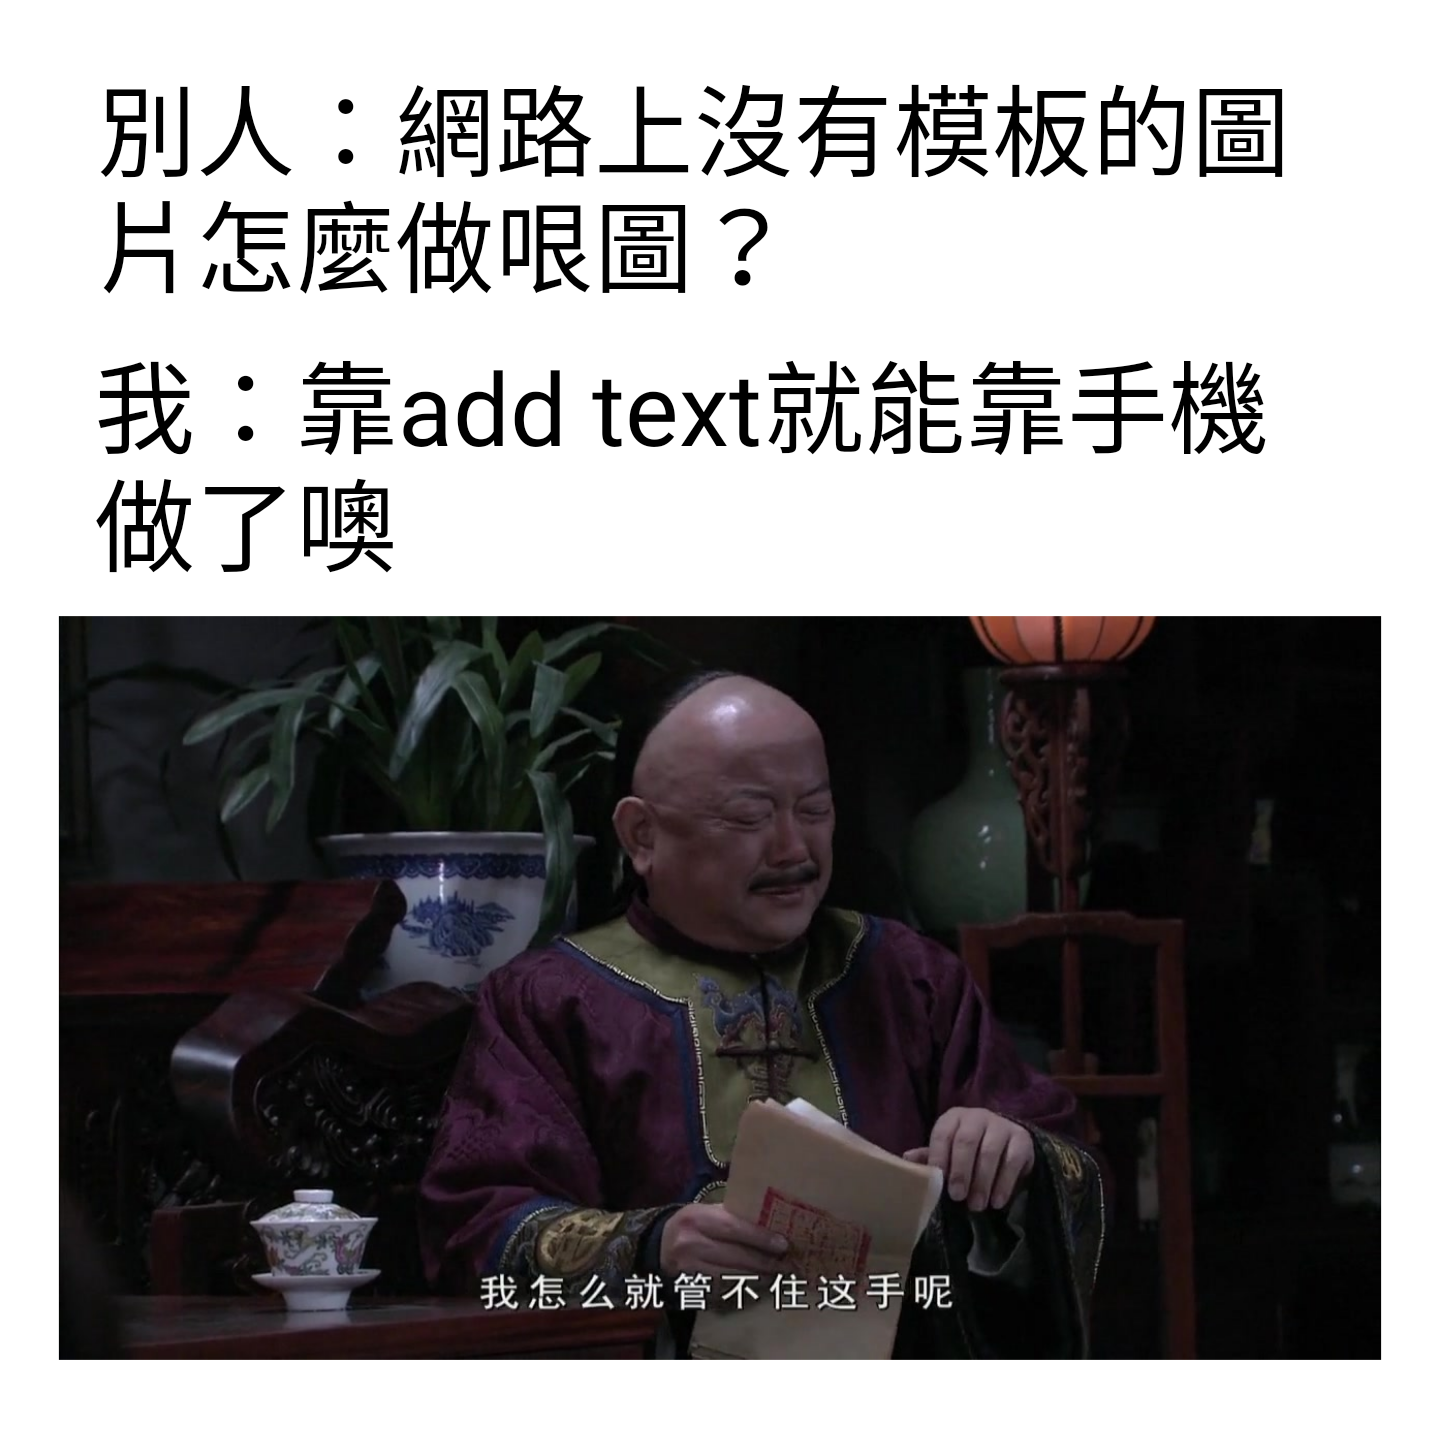 別人：網路上沒有模板的圖
片怎麼做哏圖？
我：靠add text就能靠手機
做了噢
我怎么就管不住这手呢